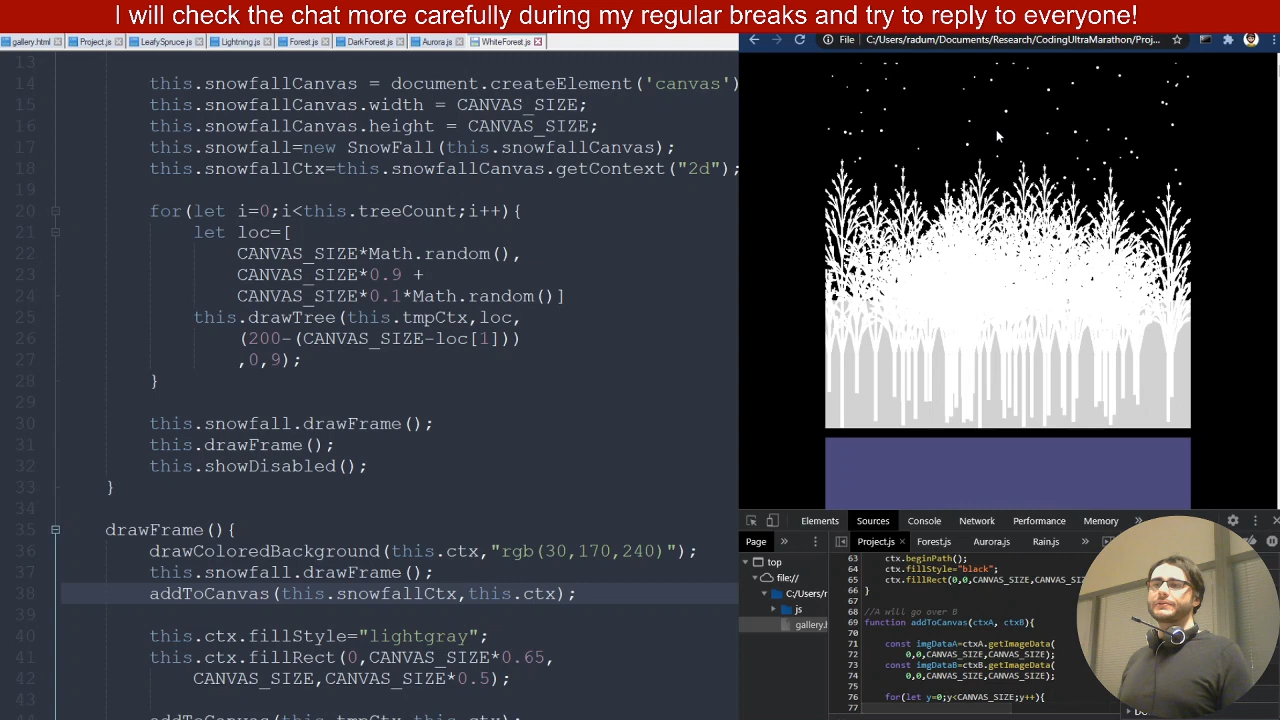 I will check the chat more carefully during my regular breaks and try to reply to everyone!
gallery.html Project.js LeafySpruce.js Lightning.js Forest.js DarkForest.js Aurora.js WhiteForest.js
File C:/Users/radum/Documents/Research/CodingUltraMarathon/Proj...
13
14 this.snowfallCanvas = document.createElement('canvas')
15 this.snowfallCanvas.width = CANVAS_SIZE;
16 this.snowfallCanvas.height = CANVAS_SIZE;
17 this.snowfall=new SnowFall(this.snowfallCanvas);
18 this.snowfallCtx=this.snowfallCanvas.getContext("2d");
19
20 for(let i=0;i<this.treeCount;i++){
21 let loc=[
22 CANVAS_SIZE*Math.random(),
23 CANVAS_SIZE*0.9 +
24 CANVAS_SIZE*0.1*Math.random()]
25 this.drawTree(this.tmpCtx,loc,
26 (200-(CANVAS_SIZE-loc[1]))
27 ,0,9);
28 }
29
30 this.snowfall.drawFrame();
31 this.drawFrame();
32 this.showDisabled();
33 }
34
35 drawFrame(){
36 drawColoredBackground(this.ctx,"rgb(30,170,240)");
37 this.snowfall.drawFrame();
38 addToCanvas(this.snowfallCtx,this.ctx);
39
40 this.ctx.fillStyle="lightgray";
41 this.ctx.fillRect(0,CANVAS_SIZE*0.65,
42 CANVAS_SIZE,CANVAS_SIZE*0.5);
43
addToCanvas(this.tmpCtx,this.ctx);
Elements Sources Console Network Performance Memory
Page Project.js Forest.js Aurora.js Rain.js
top
file://
C:/Users/r
js
gallery.h
63 ctx.beginPath();
64 ctx.fillStyle="black";
65 ctx.fillRect(0,0,CANVAS_SIZE,CANVAS
66 }
67
68 //A will go over B
69 function addToCanvas(ctxA, ctxB){
70
71 const imgDataA=ctxA.getImageData(
72 0,0,CANVAS_SIZE,CANVAS_SIZE);
73 const imgDataB=ctxB.getImageData(
74 0,0,CANVAS_SIZE,CANVAS_SIZE);
75
76 for(let y=0;y<CANVAS_SIZE;y++){
77